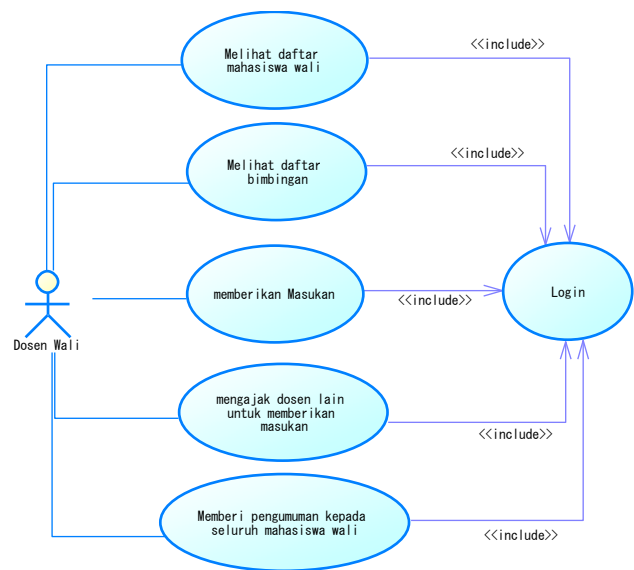 Melihat daftar
mahasiswa wali
<<include>>
Melihat daftar
bimbingan
<<include>>
memberikan Masukan
<<include>>
Login
Dosen Wali
mengajak dosen lain
untuk memberikan
masukan
<<include>>
Memberi pengumuman kepada
seluruh mahasiswa wali
<<include>>